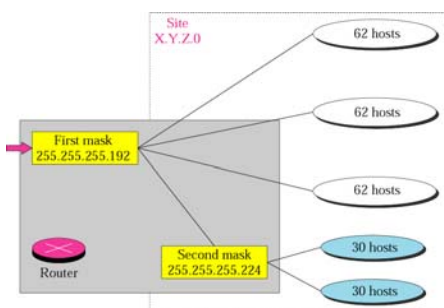 Site
X.Y.Z.0
62 hosts
62 hosts
First mask
255.255.255.192
62 hosts
Second mask
255.255.255.224
30 hosts
Router
30 hosts